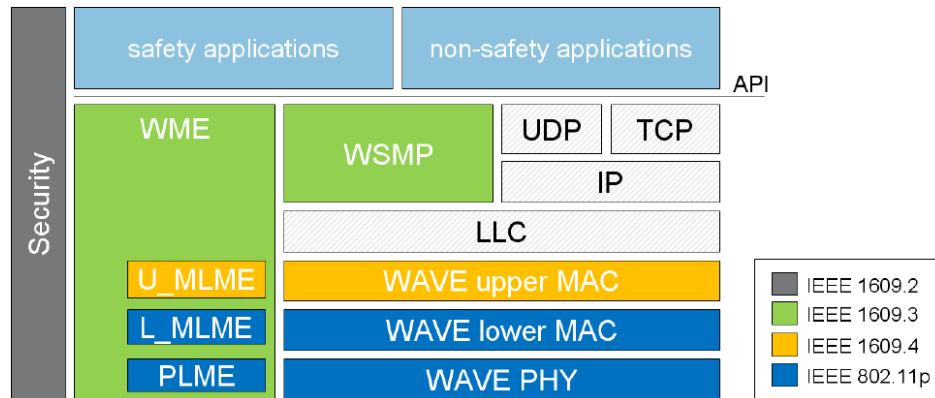 Security
safety applications
non-safety applications
API
WME
WSMP
UDP
TCP
IP
LLC
U_MLME
WAVE upper MAC
L_MLME
WAVE lower MAC
PLME
WAVE PHY
IEEE 1609.2
IEEE 1609.3
IEEE 1609.4
IEEE 802.11p